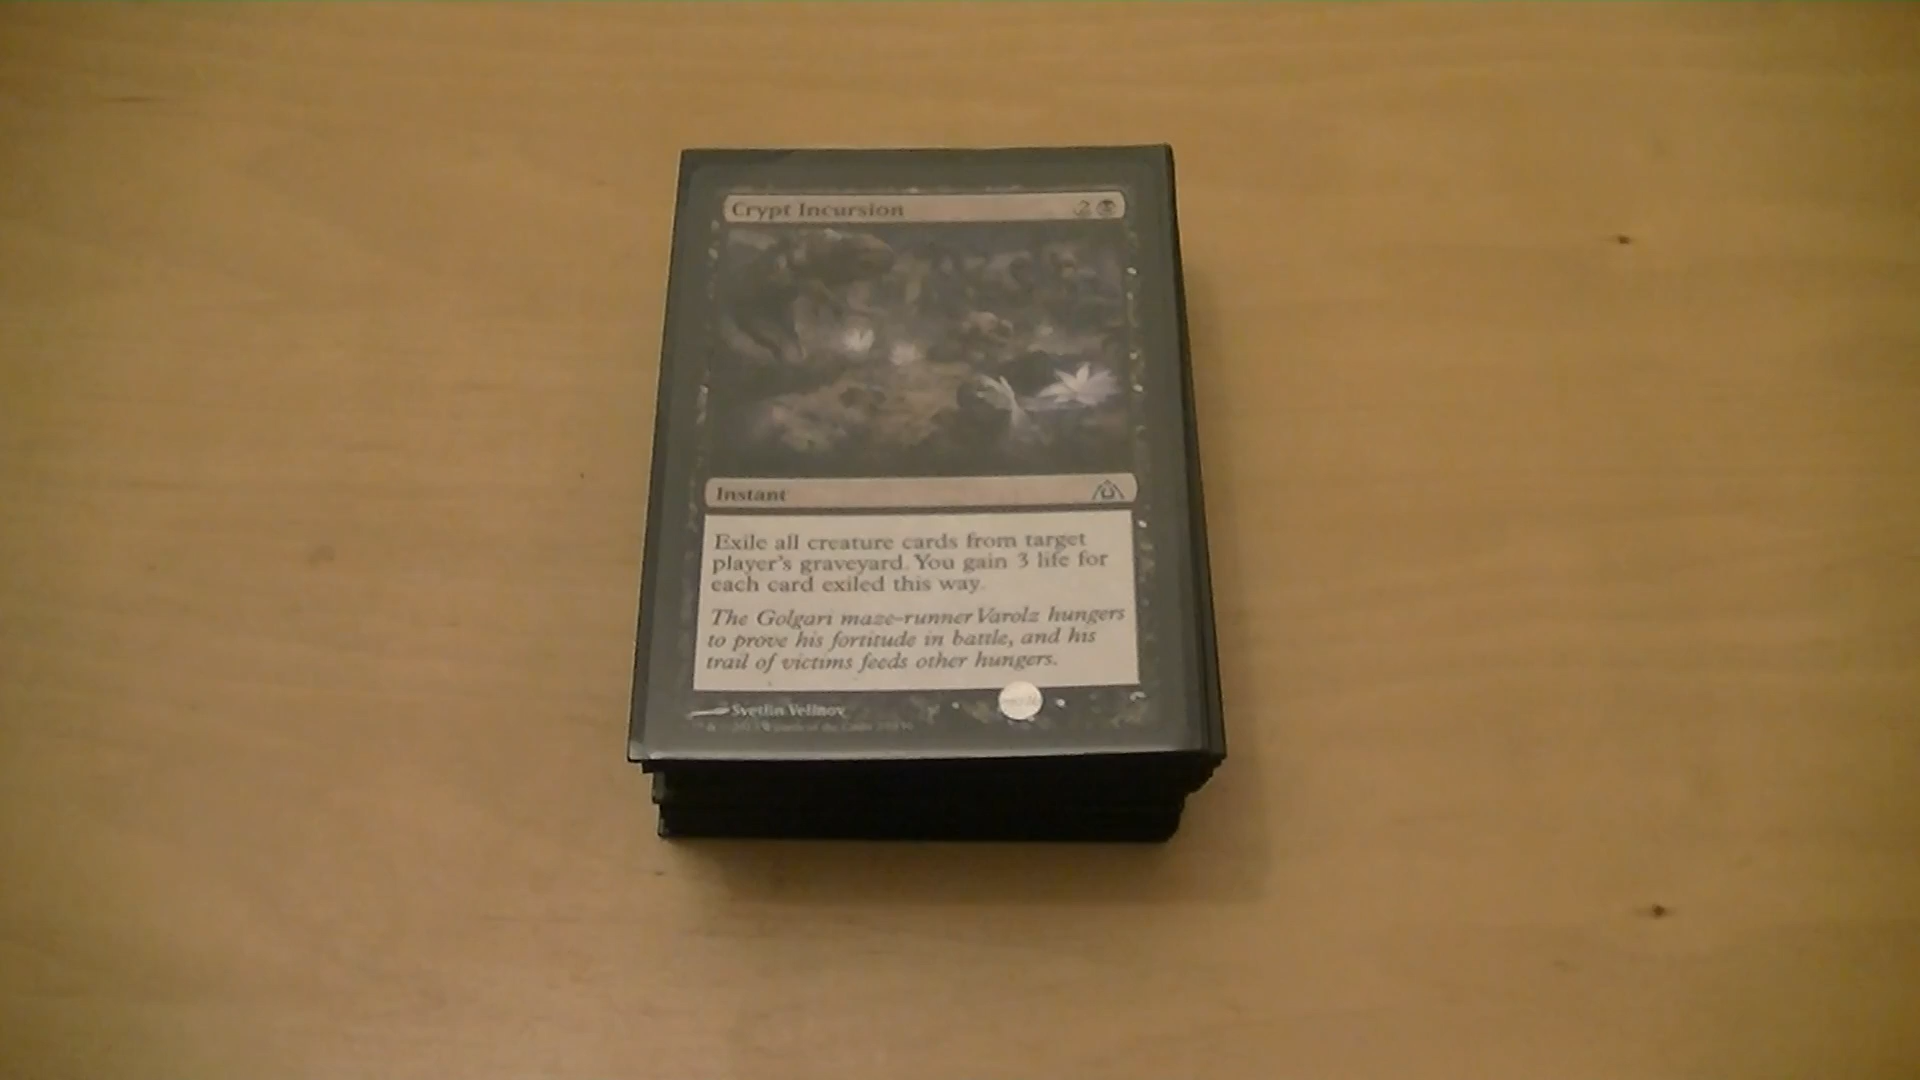 Crypt Incursion 2
Instant
Exile all creature cards from target
player's graveyard. You gain 3 life for
each card exiled this way.
The Golgari maze-runner Varolz hungers
to prove his fortitude in battle, and his
trail of victims feeds other hungers.
Svetlin Velinov